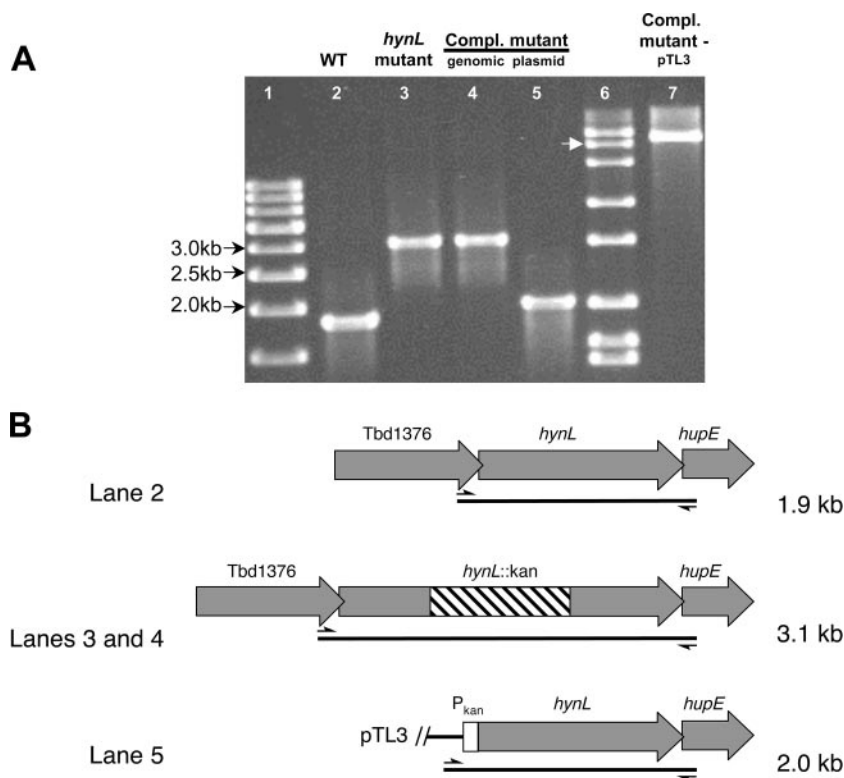 A
WT
hynL mutant
Compl. mutant
genomic plasmid
Compl. mutant - pTL3
1 2 3 4 5 6 7
3.0kb
2.5kb
2.0kb
B
Tbd1376 hynL hupE
Lane 2 1.9 kb
Tbd1376 hynL::kan hupE
Lanes 3 and 4 3.1 kb
Pkan hynL hupE
pTL3 //
Lane 5 2.0 kb